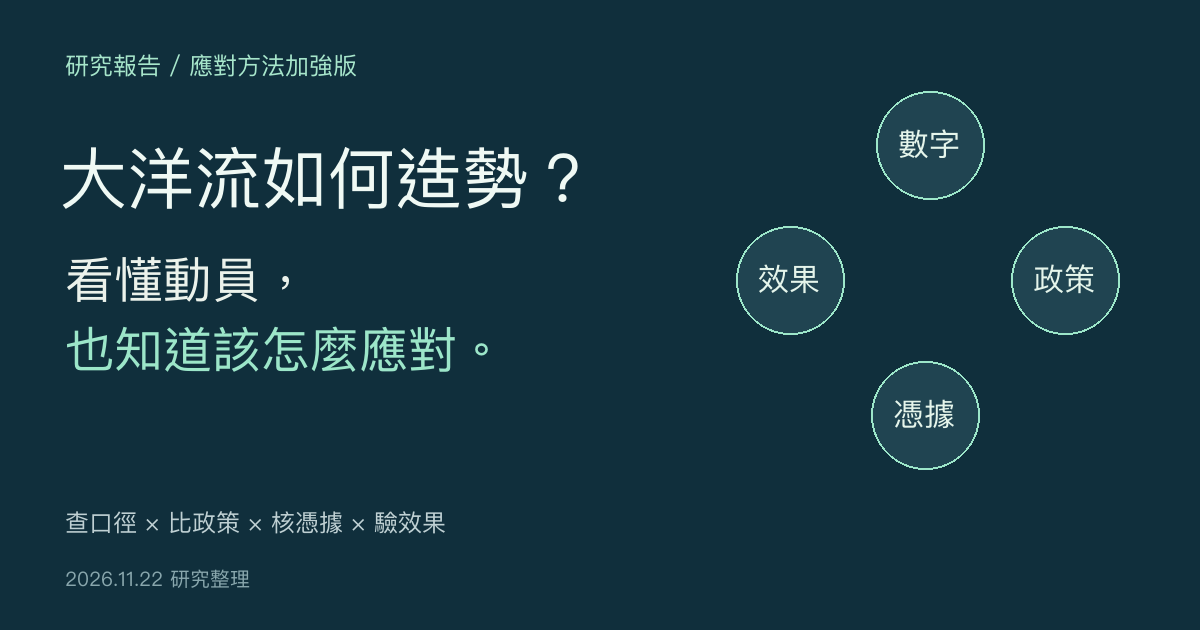 研究報告 / 應對方法加強版
大洋流如何造勢？
看懂動員，
也知道該怎麼應對。
數字
效果
政策
憑據
查口徑 × 比政策 × 核憑據 × 驗效果
2026.11.22 研究整理